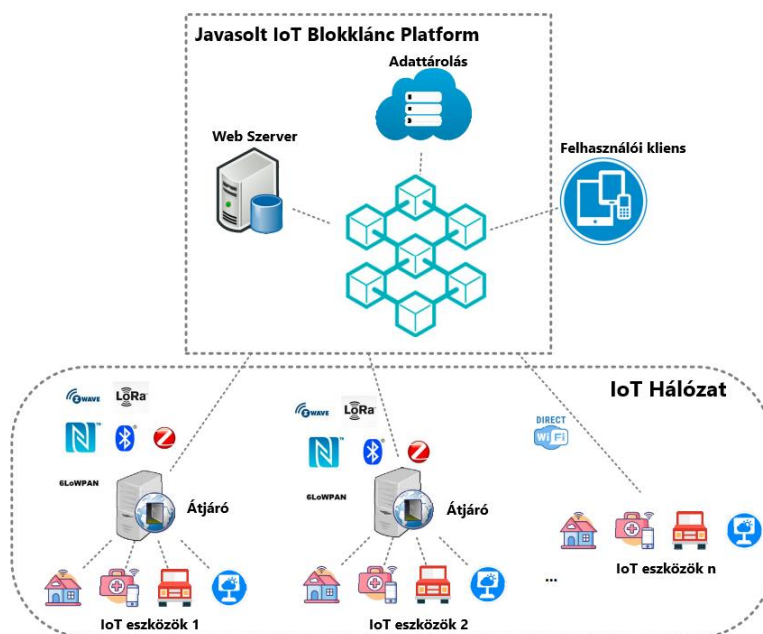 Javasolt IoT Blokklánc Platform
Adattárolás
Web Szerver
Felhasználói kliens
IoT Hálózat
Z WAVE
LoRa
Z WAVE
LoRa
DIRECT
Wi Fi
6LoWPAN
6LoWPAN
Átjáró
Átjáró
...
IoT eszközök n
IoT eszközök 1
IoT eszközök 2